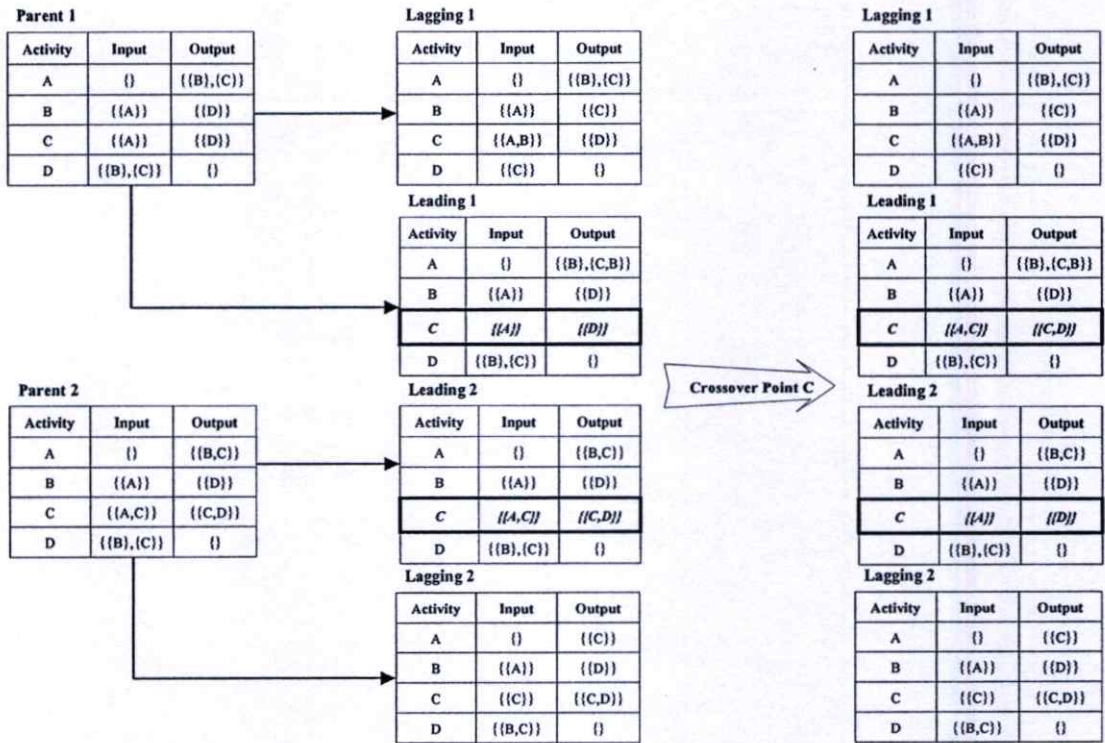 Parent 1
Activity Input Output
A {} {{B},{C}}
B {{A}} {{D}}
C {{A}} {{D}}
D {{B},{C}} {}
Parent 2
Activity Input Output
A {} {{B,C}}
B {{A}} {{D}}
C {{A,C}} {{C,D}}
D {{B},{C}} {}
Lagging 1
Activity Input Output
A {} {{B},{C}}
B {{A}} {{C}}
C {{A,B}} {{D}}
D {{C}} {}
Leading 1
Activity Input Output
A {} {{B},{C,B}}
B {{A}} {{D}}
C {{A}} {{D}}
D {{B},{C}} {}
Leading 2
Activity Input Output
A {} {{B,C}}
B {{A}} {{D}}
C {{A,C}} {{C,D}}
D {{B},{C}} {}
Lagging 2
Activity Input Output
A {} {{C}}
B {{A}} {{D}}
C {{C}} {{C,D}}
D {{B,C}} {}
Crossover Point C
Lagging 1
Activity Input Output
A {} {{B},{C}}
B {{A}} {{C}}
C {{A,B}} {{D}}
D {{C}} {}
Leading 1
Activity Input Output
A {} {{B},{C,B}}
B {{A}} {{D}}
C {{A,C}} {{C,D}}
D {{B},{C}} {}
Leading 2
Activity Input Output
A {} {{B,C}}
B {{A}} {{D}}
C {{A}} {{D}}
D {{B},{C}} {}
Lagging 2
Activity Input Output
A {} {{C}}
B {{A}} {{D}}
C {{C}} {{C,D}}
D {{B,C}} {}